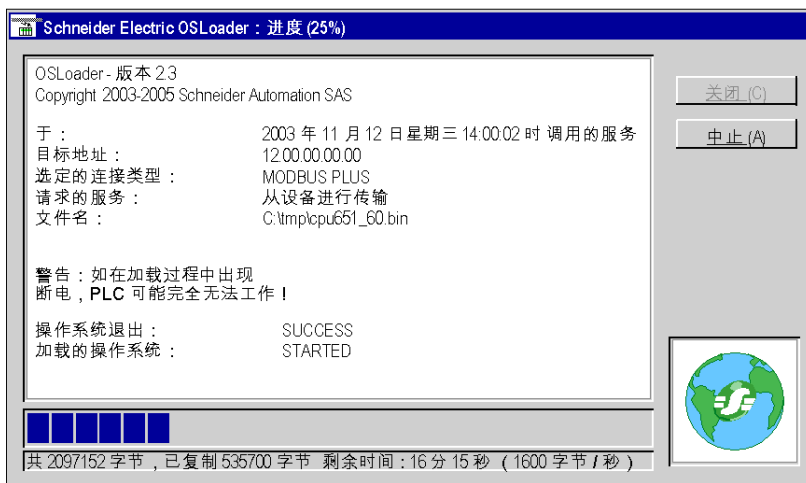 Schneider Electric OSLoader：进度 (25%)
OSLoader - 版本 2.3
Copyright 2003-2005 Schneider Automation SAS
于： 2003 年 11 月 12 日星期三 14:00:02 时 调用的服务
目标地址： 12.00.00.00.00
选定的连接类型： MODBUS PLUS
请求的服务： 从设备进行传输
文件名： C:\tmp\cpu651_60.bin
警告：如在加载过程中出现
断电，PLC 可能完全无法工作！
操作系统退出： SUCCESS
加载的操作系统： STARTED
关闭 (C)
中止 (A)
共 2097152 字节，已复制 535700 字节 剩余时间：16 分 15 秒 （1600 字节 / 秒）